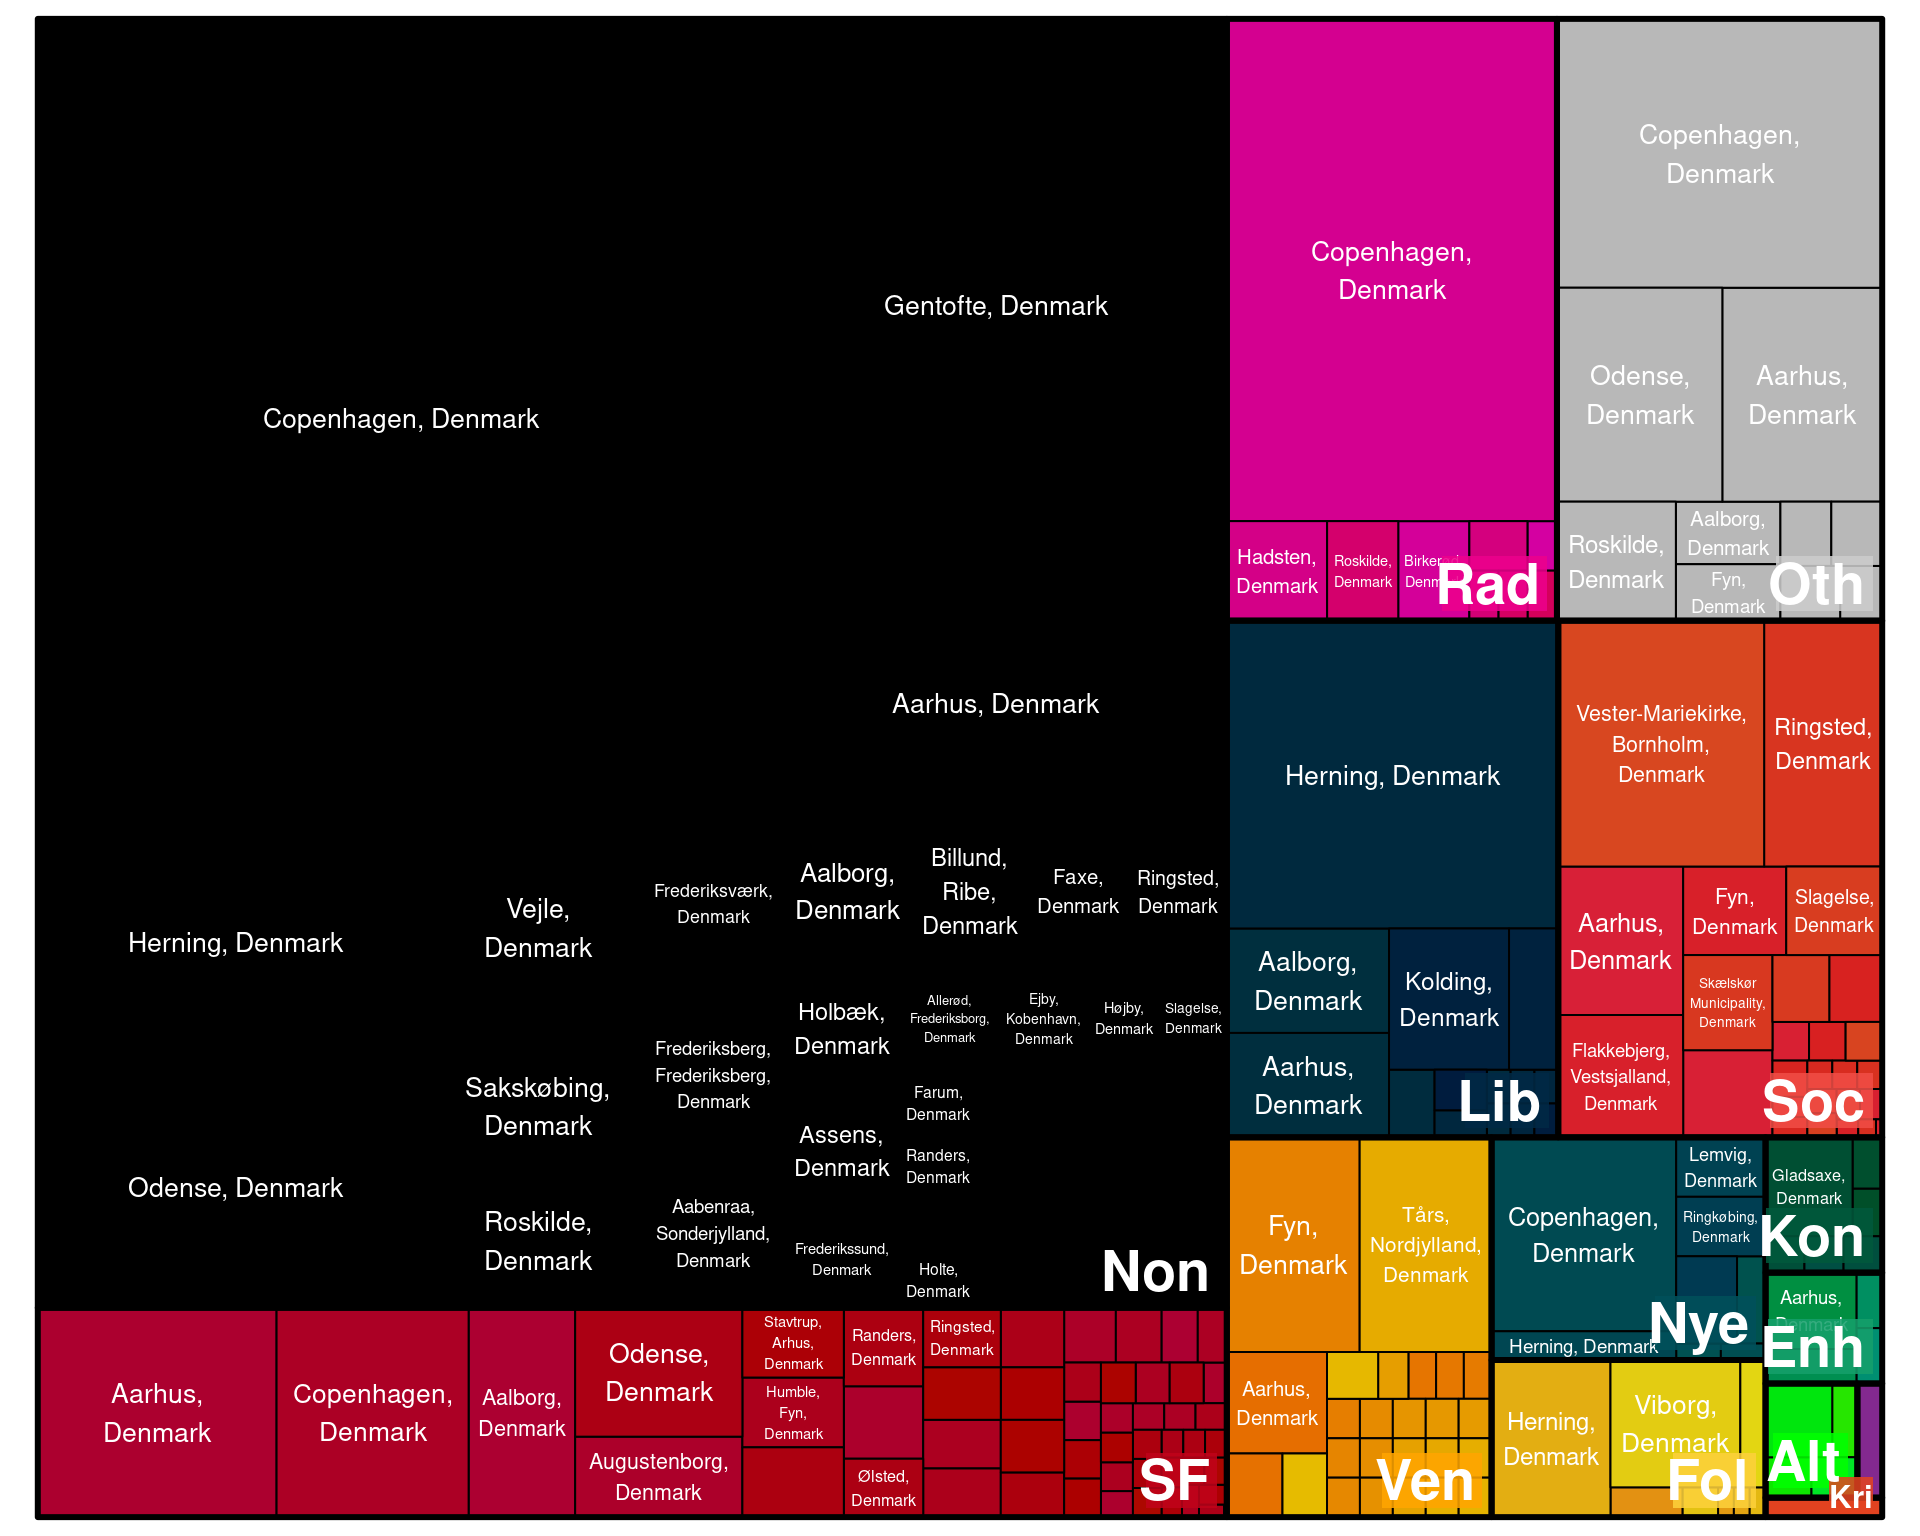 Copenhagen, Denmark
Gentofte, Denmark
Aarhus, Denmark
Herning, Denmark
Odense, Denmark
Vejle,
Denmark
Sakskøbing,
Denmark
Roskilde,
Denmark
Frederiksværk,
Denmark
Frederiksberg,
Frederiksberg,
Denmark
Aabenraa,
Sonderjylland,
Denmark
Aalborg,
Denmark
Holbæk,
Denmark
Assens,
Denmark
Frederikssund,
Denmark
Billund,
Ribe,
Denmark
Faxe,
Denmark
Ringsted,
Denmark
Allerød,
Frederiksborg,
Denmark
Ejby,
Kobenhavn,
Denmark
Højby,
Denmark
Slagelse,
Denmark
Farum,
Denmark
Randers,
Denmark
Holte,
Denmark
Non
Aarhus,
Denmark
Copenhagen,
Denmark
Aalborg,
Denmark
Odense,
Denmark
Augustenborg,
Denmark
Stavtrup,
Arhus,
Denmark
Humble,
Fyn,
Denmark
Randers,
Denmark
Ølsted,
Denmark
Ringsted,
Denmark
SF
Copenhagen,
Denmark
Hadsten,
Denmark
Roskilde,
Denmark
Rad
Copenhagen,
Denmark
Odense,
Denmark
Aarhus,
Denmark
Roskilde,
Denmark
Aalborg,
Denmark
Fyn,
Denmark
Oth
Herning, Denmark
Aalborg,
Denmark
Aarhus,
Denmark
Kolding,
Denmark
Lib
Vester-Mariekirke,
Bornholm,
Denmark
Ringsted,
Denmark
Aarhus,
Denmark
Fyn,
Denmark
Slagelse,
Denmark
Skælskør
Municipality,
Denmark
Flakkebjerg,
Vestsjalland,
Denmark
Soc
Fyn,
Denmark
Tårs,
Nordjylland,
Denmark
Aarhus,
Denmark
Ven
Copenhagen,
Denmark
Lemvig,
Denmark
Ringkøbing,
Denmark
Herning, Denmark
Nye
Herning,
Denmark
Viborg,
Denmark
Fol
Gladsaxe,
Denmark
Kon
Aarhus,
Denmark
Enh
Alt
Kri